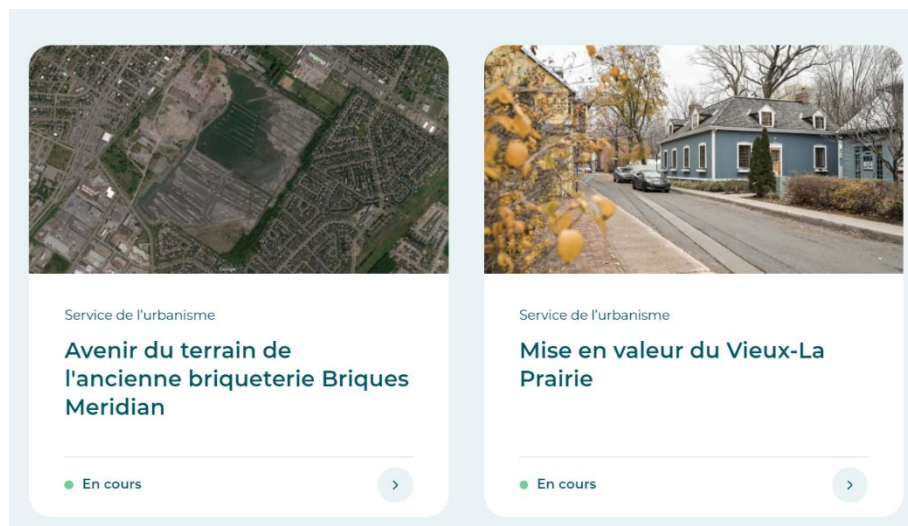 Google
Service de l'urbanisme
Avenir du terrain de
l'ancienne briqueterie Briques
Meridian
En cours
Service de l'urbanisme
Mise en valeur du Vieux-La
Prairie
En cours